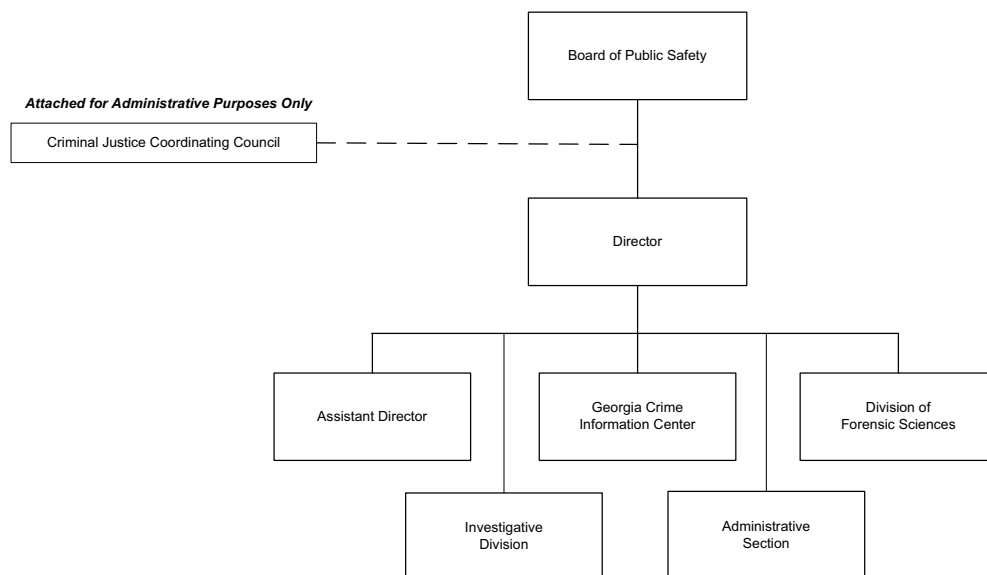 Board of Public Safety
Attached for Administrative Purposes Only
Criminal Justice Coordinating Council
Director
Assistant Director
Georgia Crime
Information Center
Division of
Forensic Sciences
Investigative
Division
Administrative
Section